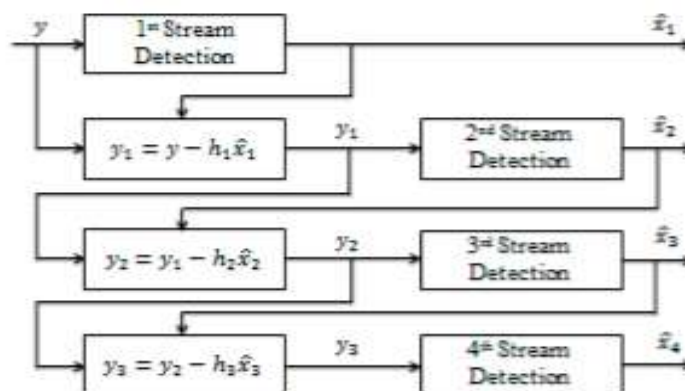 y
1st Stream
Detection
x̂₁
y₁ = y − h₁x̂₁
y₁
2nd Stream
Detection
x̂₂
y₂ = y₁ − h₂x̂₂
y₂
3rd Stream
Detection
x̂₃
y₃ = y₂ − h₃x̂₃
y₃
4th Stream
Detection
x̂₄